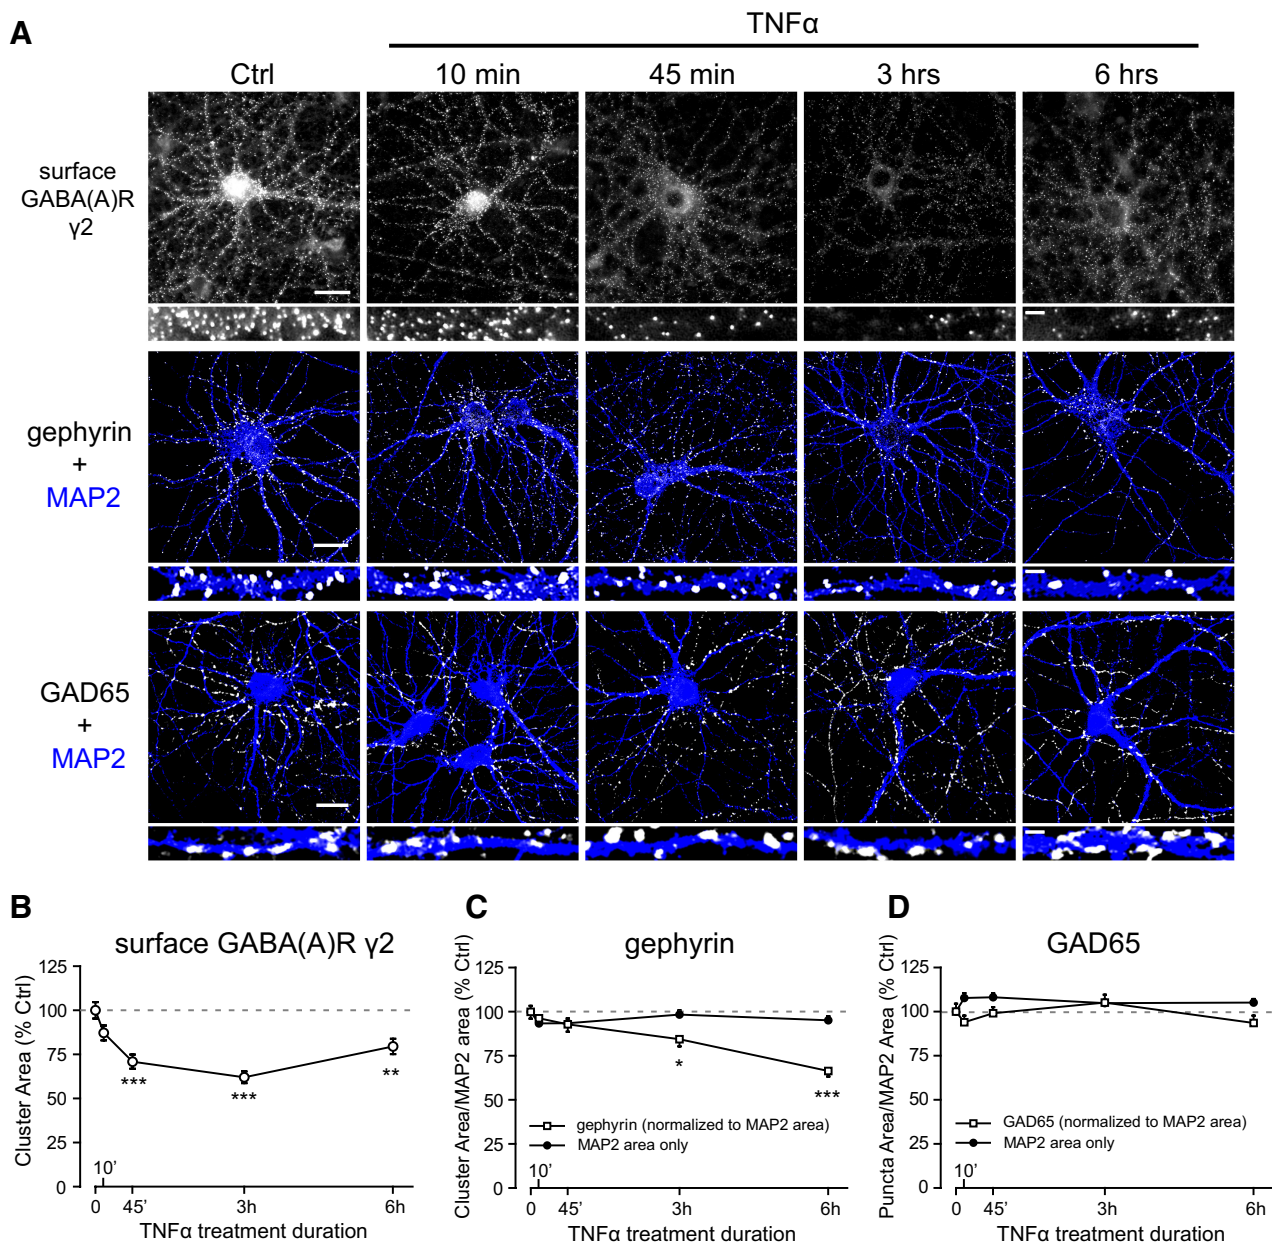 A
TNFα
Ctrl
10 min
45 min
3 hrs
6 hrs
surface
GABA(A)R
γ2
gephyrin
+
MAP2
GAD65
+
MAP2
B
surface GABA(A)R γ2
Cluster Area (% Ctrl)
125
100
75
50
25
0
***
***
**
10’
0
45’
3h
6h
TNFα treatment duration
C
gephyrin
Cluster Area/MAP2 area (% Ctrl)
125
100
75
50
25
0
*
***
gephyrin (normalized to MAP2 area)
MAP2 area only
10’
0
45’
3h
6h
TNFα treatment duration
D
GAD65
Puncta Area/MAP2 Area (% Ctrl)
125
100
75
50
25
0
GAD65 (normalized to MAP2 area)
MAP2 area only
10’
0
45’
3h
6h
TNFα treatment duration